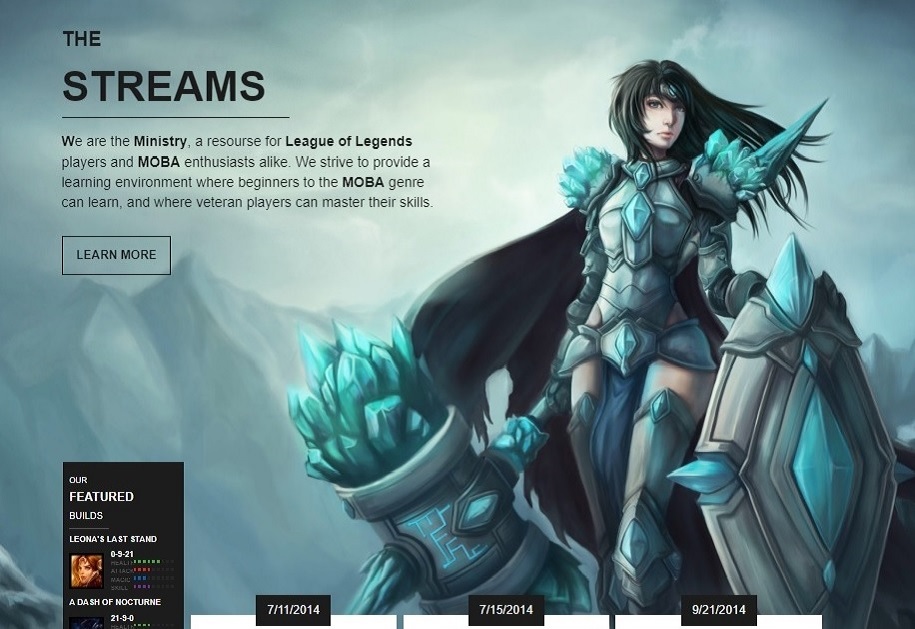 THE
STREAMS
We are the Ministry, a resourse for League of Legends
players and MOBA enthusiasts alike. We strive to provide a
learning environment where beginners to the MOBA genre
can learn, and where veteran players can master their skills.
LEARN MORE
OUR
FEATURED
BUILDS
LEONA'S LAST STAND
0-9-21
HEALTH
ATTACK
MAGIC
SKILL
A DASH OF NOCTURNE
21-9-0
HEALTH
7/11/2014
7/15/2014
9/21/2014